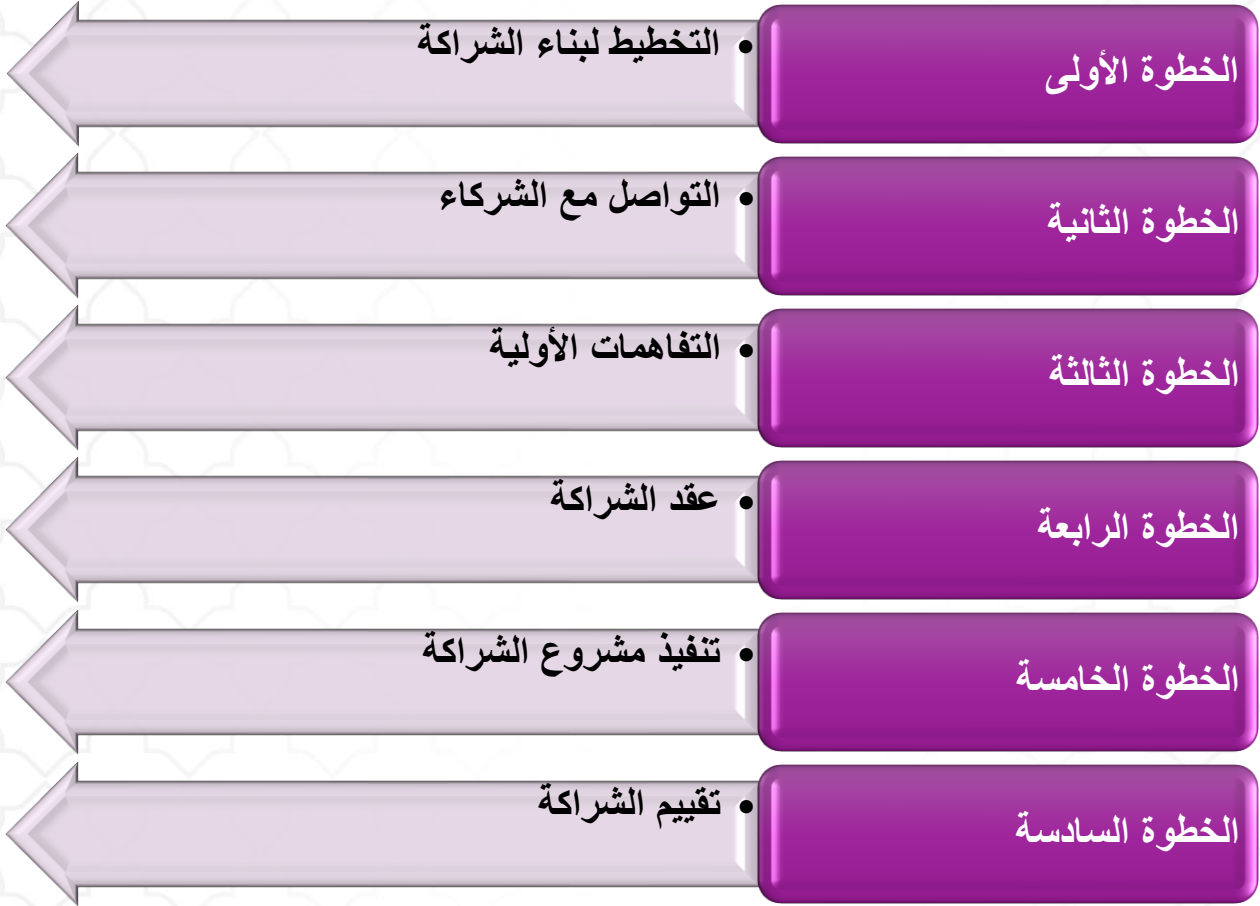 الخطوة الأولى
• التخطيط لبناء الشراكة
الخطوة الثانية
• التواصل مع الشركاء
الخطوة الثالثة
• التفاهمات الأولية
الخطوة الرابعة
• عقد الشراكة
الخطوة الخامسة
• تنفيذ مشروع الشراكة
الخطوة السادسة
• تقييم الشراكة